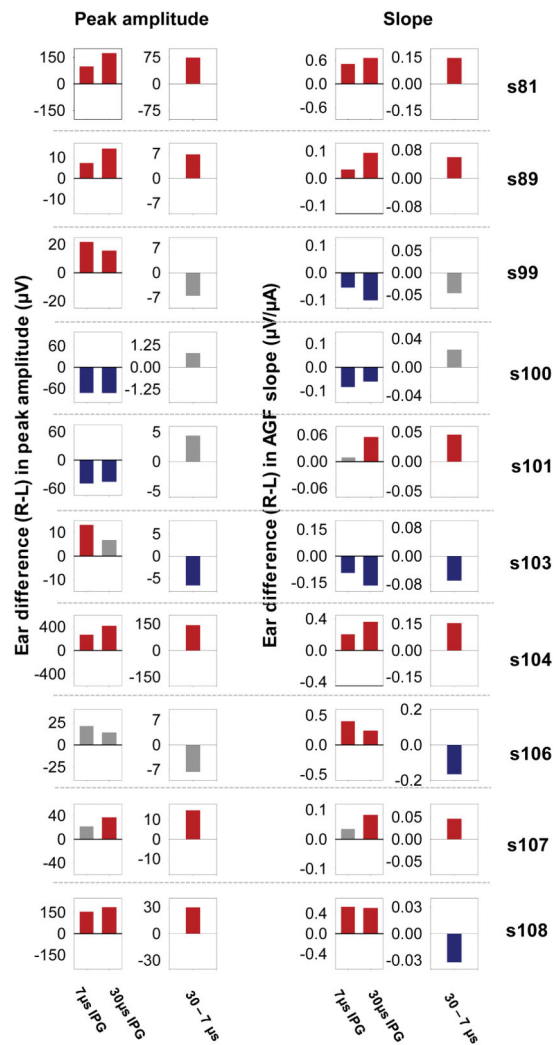 Peak amplitude Slope
Ear difference (R-L) in peak amplitude (µV)
Ear difference (R-L) in AGF slope (µV/µA)
150 75 0.6 0.15
0 0 0.0 0.00
-150 -75 -0.6 -0.15
s81
10 7 0.1 0.08
0 0 0.0 0.00
-10 -7 -0.1 -0.08
s89
20 7 0.1 0.05
0 0 0.0 0.00
-20 -7 -0.1 -0.05
s99
60 1.25 0.1 0.04
0 0.00 0.0 0.00
-60 -1.25 -0.1 -0.04
s100
60 5 0.06 0.05
0 0 0.00 0.00
-60 -5 -0.06 -0.05
s101
10 5 0.15 0.08
0 0 0.00 0.00
-10 -5 -0.15 -0.08
s103
400 150 0.4 0.15
0 0 0.0 0.00
-400 -150 -0.4 -0.15
s104
25 7 0.5 0.2
0 0 0.0 0.0
-25 -7 -0.5 -0.2
s106
40 10 0.1 0.05
0 0 0.0 0.00
-40 -10 -0.1 -0.05
s107
150 30 0.4 0.03
0 0 0.0 0.00
-150 -30 -0.4 -0.03
s108
7µs IPG 30µs IPG 30 – 7 µs 7µs IPG 30µs IPG 30 – 7 µs